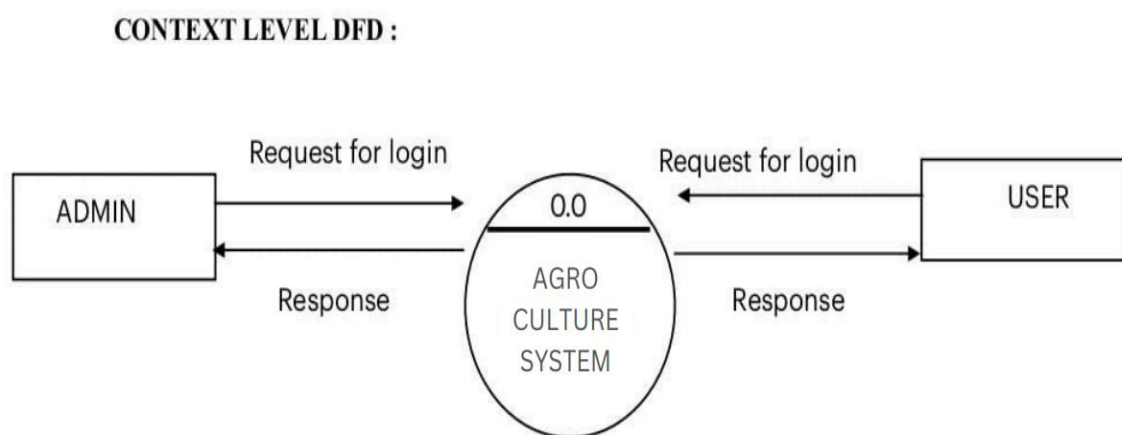 CONTEXT LEVEL DFD :
Request for login
Request for login
ADMIN
0.0
USER
Response
AGRO
CULTURE
SYSTEM
Response